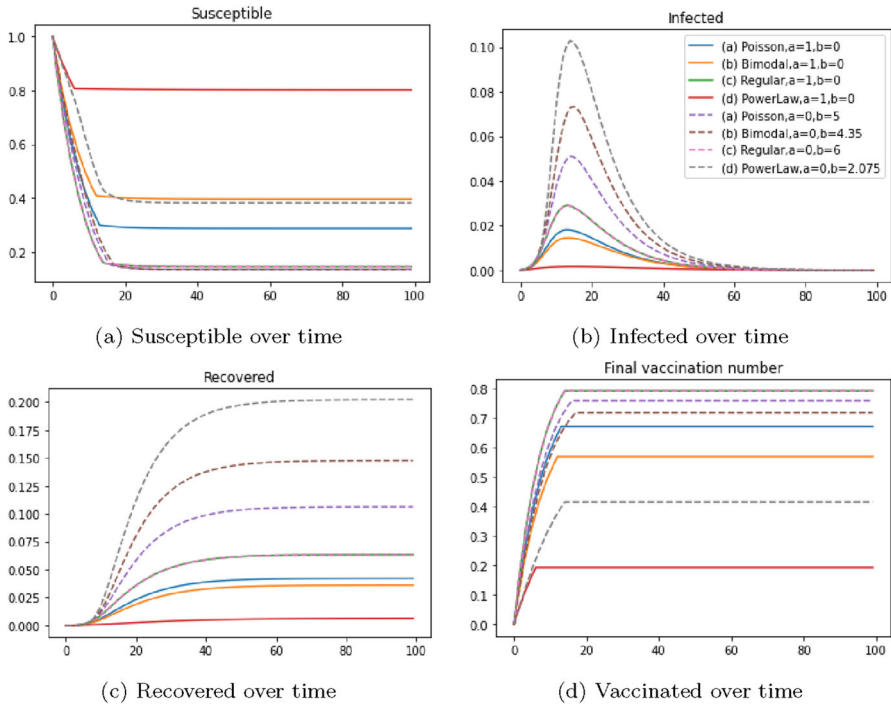 Susceptible
1.0
0.8
0.6
0.4
0.2
0 20 40 60 80 100
(a) Susceptible over time
Infected
0.10
0.08
0.06
0.04
0.02
0.00
0 20 40 60 80 100
(a) Poisson,a=1,b=0
(b) Bimodal,a=1,b=0
(c) Regular,a=1,b=0
(d) PowerLaw,a=1,b=0
(a) Poisson,a=0,b=5
(b) Bimodal,a=0,b=4.35
(c) Regular,a=0,b=6
(d) PowerLaw,a=0,b=2.075
(b) Infected over time
Recovered
0.200
0.175
0.150
0.125
0.100
0.075
0.050
0.025
0.000
0 20 40 60 80 100
(c) Recovered over time
Final vaccination number
0.8
0.7
0.6
0.5
0.4
0.3
0.2
0.1
0.0
0 20 40 60 80 100
(d) Vaccinated over time